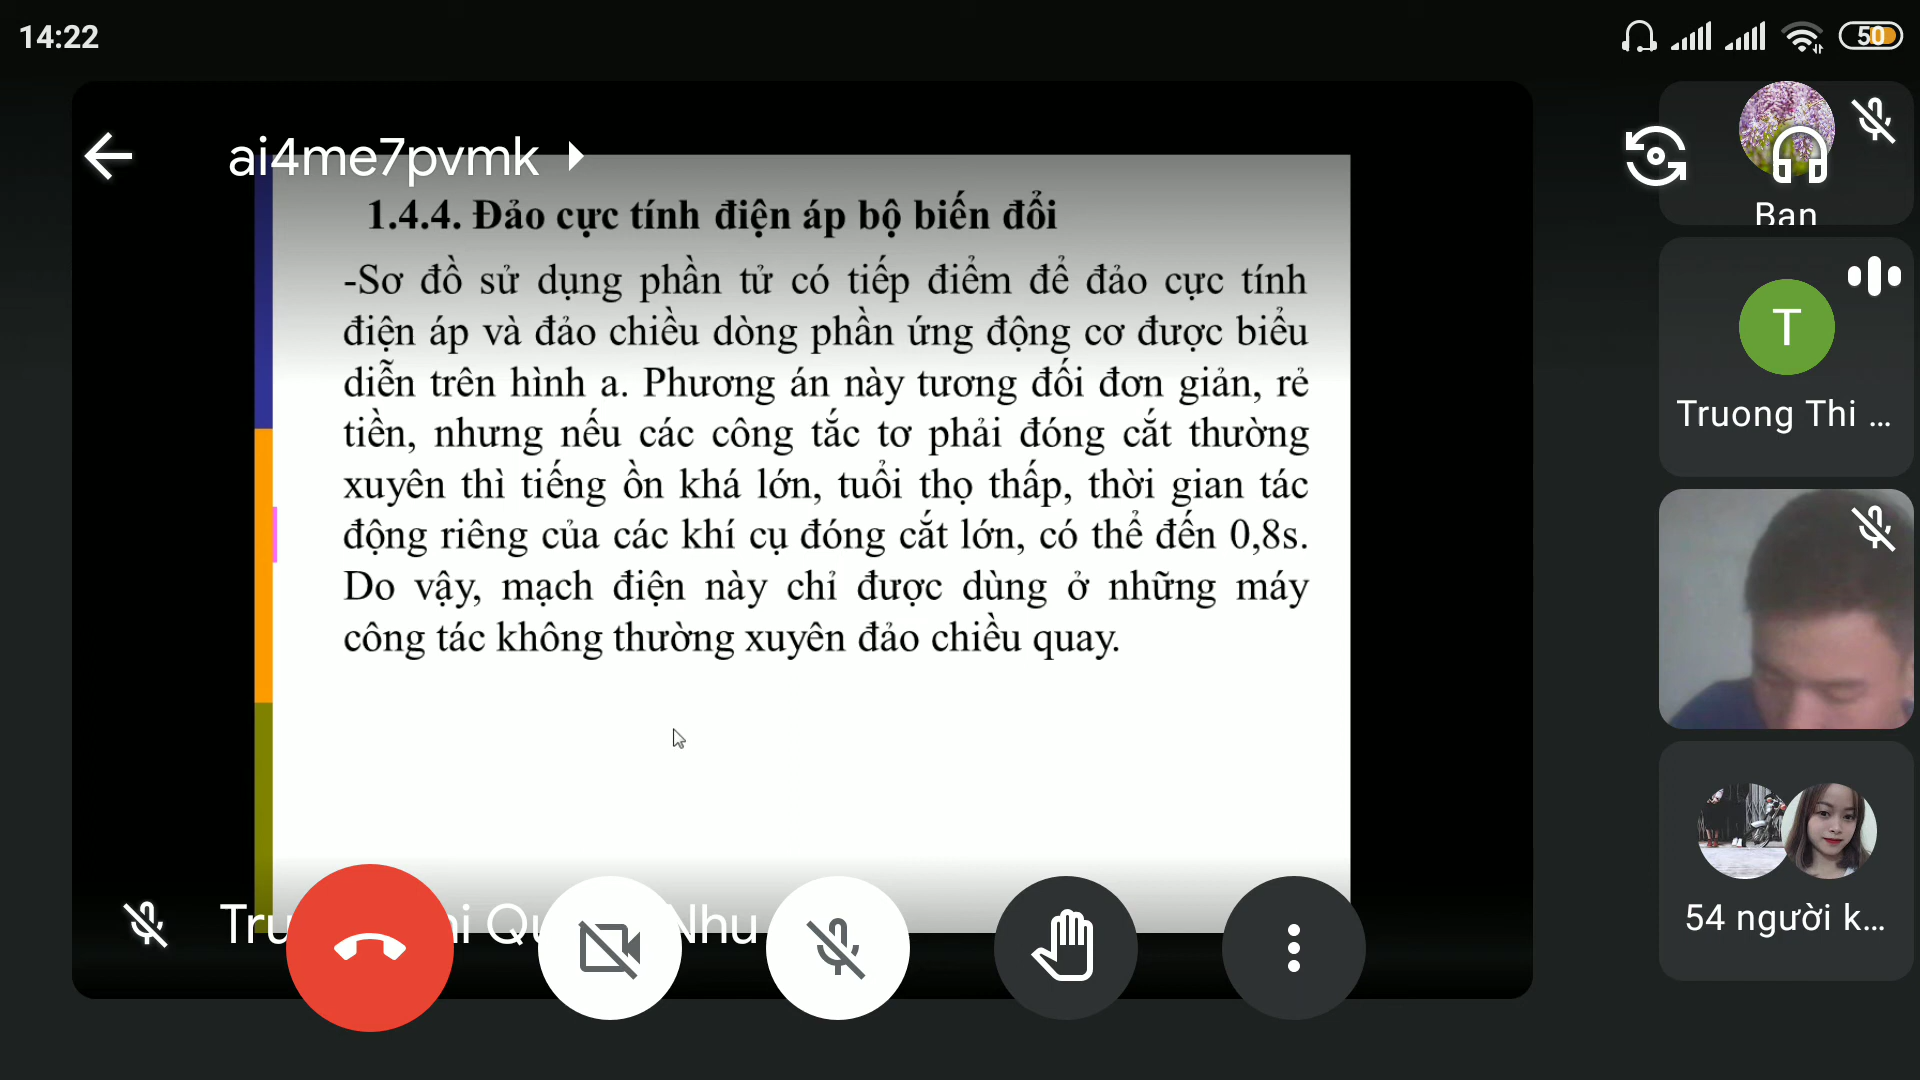 14:22
50
ai4me7pvmk
Bạn
1.4.4. Đảo cực tính điện áp bộ biến đổi
-Sơ đồ sử dụng phần tử có tiếp điểm để đảo cực tính
điện áp và đảo chiều dòng phần ứng động cơ được biểu
diễn trên hình a. Phương án này tương đối đơn giản, rẻ
tiền, nhưng nếu các công tắc tơ phải đóng cắt thường
xuyên thì tiếng ồn khá lớn, tuổi thọ thấp, thời gian tác
động riêng của các khí cụ đóng cắt lớn, có thể đến 0,8s.
Do vậy, mạch điện này chỉ được dùng ở những máy
công tác không thường xuyên đảo chiều quay.
T
Truong Thi ...
54 người k...
Nhu